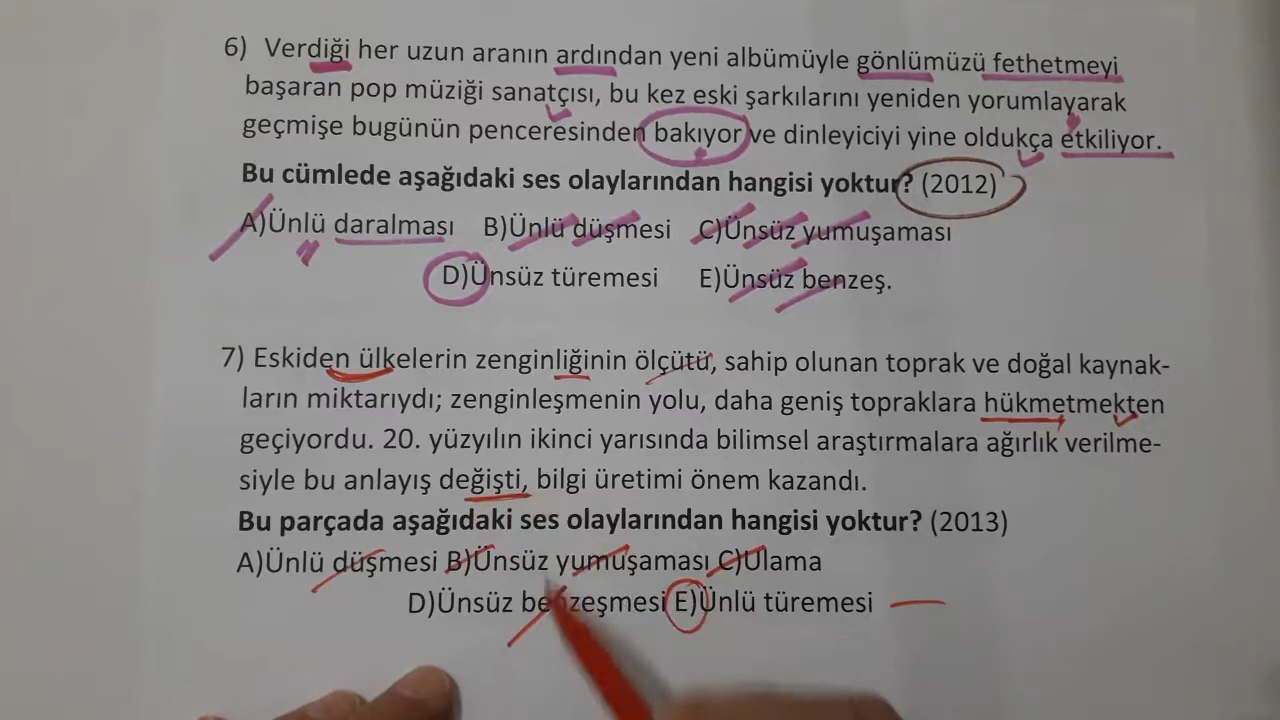 6) Verdiği her uzun aranın ardından yeni albümüyle gönlümüzü fethetmeyi
başaran pop müziği sanatçısı, bu kez eski şarkılarını yeniden yorumlayarak
geçmişe bugünün penceresinden bakıyor ve dinleyiciyi yine oldukça etkiliyor.
Bu cümlede aşağıdaki ses olaylarından hangisi yoktur? (2012)
A)Ünlü daralması B)Ünlü düşmesi C)Ünsüz yumuşaması
D)Ünsüz türemesi E)Ünsüz benzeş.
7) Eskiden ülkelerin zenginliğinin ölçütü, sahip olunan toprak ve doğal kaynak-
ların miktarıydı; zenginleşmenin yolu, daha geniş topraklara hükmetmekten
geçiyordu. 20. yüzyılın ikinci yarısında bilimsel araştırmalara ağırlık verilme-
siyle bu anlayış değişti, bilgi üretimi önem kazandı.
Bu parçada aşağıdaki ses olaylarından hangisi yoktur? (2013)
A)Ünlü düşmesi B)Ünsüz yumuşaması C)Ulama
D)Ünsüz benzeşmesi E)Ünlü türemesi